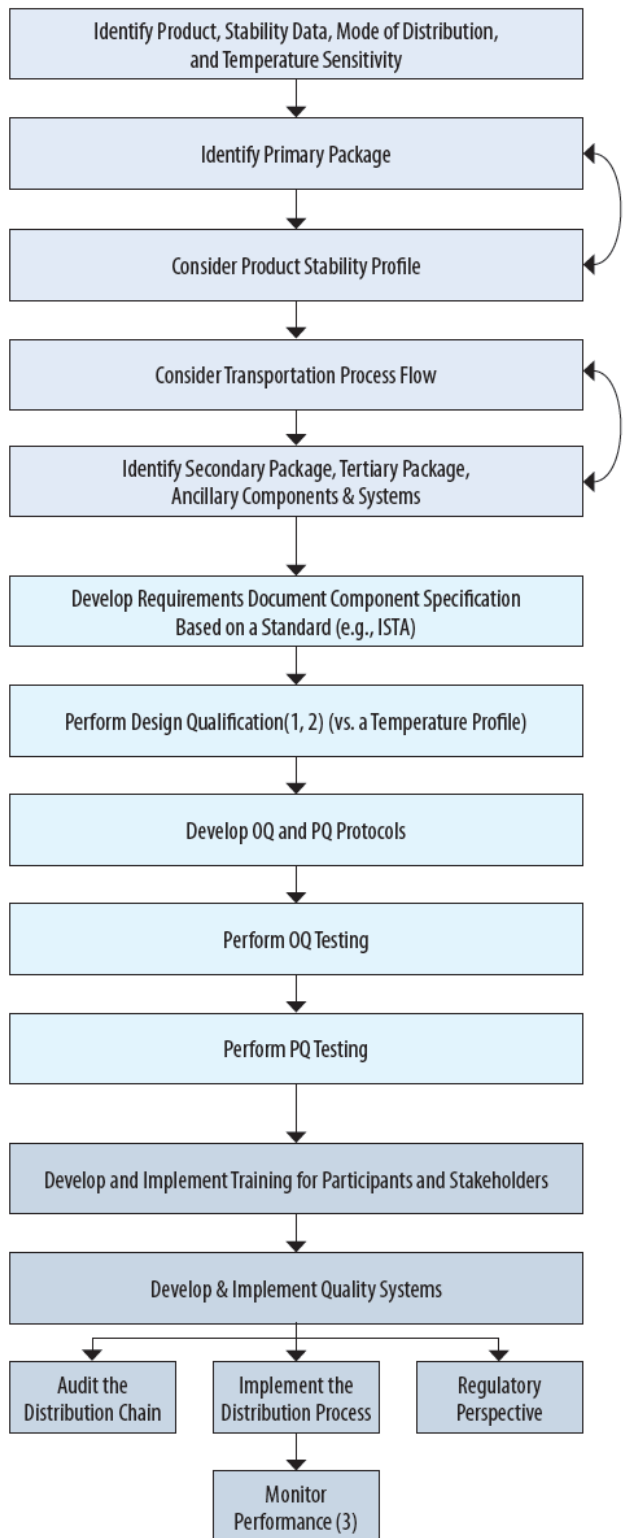 Identify Product, Stability Data, Mode of Distribution,
and Temperature Sensitivity
Identify Primary Package
Consider Product Stability Profile
Consider Transportation Process Flow
Identify Secondary Package, Tertiary Package,
Ancillary Components & Systems
Develop Requirements Document Component Specification
Based on a Standard (e.g., ISTA)
Perform Design Qualification(1, 2) (vs. a Temperature Profile)
Develop OQ and PQ Protocols
Perform OQ Testing
Perform PQ Testing
Develop and Implement Training for Participants and Stakeholders
Develop & Implement Quality Systems
Audit the
Distribution Chain
Implement the
Distribution Process
Regulatory
Perspective
Monitor
Performance (3)